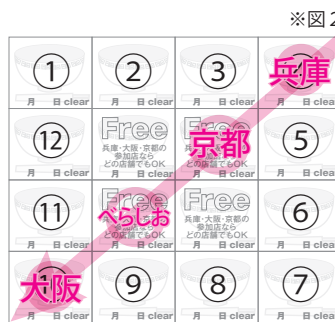 ※図2
① ② ③ 兵庫
月 日 clear 月 日 clear 月 日 clear 月 日 clear
⑫ Free 京都 ⑤
兵庫・大阪・京都の
参加店なら
どの店舗でもOK
月 日 clear 月 日 clear
⑪ Free Free ⑥
べらしお
兵庫・大阪・京都の
参加店なら
どの店舗でもOK
月 日 clear 月 日 clear
大阪 ⑨ ⑧ ⑦
月 日 clear 月 日 clear 月 日 clear 月 日 clear